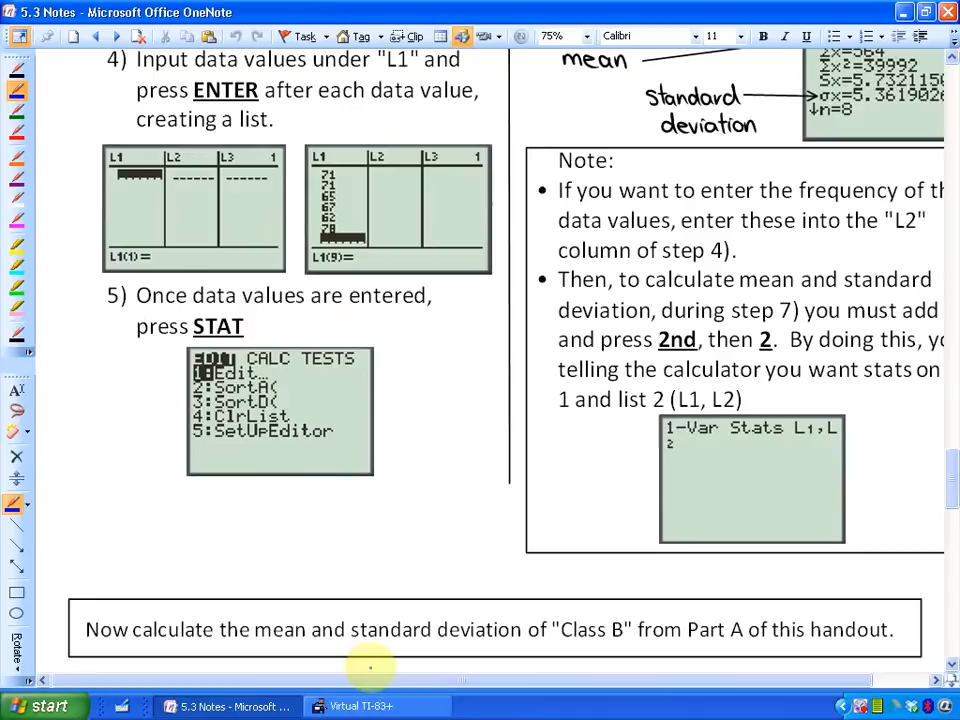 5.3 Notes - Microsoft Office OneNote
Task
Tag
Clip
75%
Calibri
11
B I U
4) Input data values under "L1" and
press ENTER after each data value,
creating a list.
L1 L2 L3 1
L1(1)=
L1 L2 L3 1
71
71
65
67
62
78
L1(9)=
5) Once data values are entered,
press STAT
EDIT CALC TESTS
1:Edit…
2:SortA(
3:SortD(
4:ClrList
5:SetUpEditor
mean
standard
deviation
Σx=564
Σx²=39992
Sx=5.7321150
σx=5.3619026
↓n=8
Note:
• If you want to enter the frequency of th
data values, enter these into the "L2"
column of step 4).
• Then, to calculate mean and standard
deviation, during step 7) you must add
and press 2nd, then 2. By doing this, yo
telling the calculator you want stats on
1 and list 2 (L1, L2)
1-Var Stats L1,L
2
Now calculate the mean and standard deviation of "Class B" from Part A of this handout.
Rotate
start
5.3 Notes - Microsoft ...
Virtual TI-83+